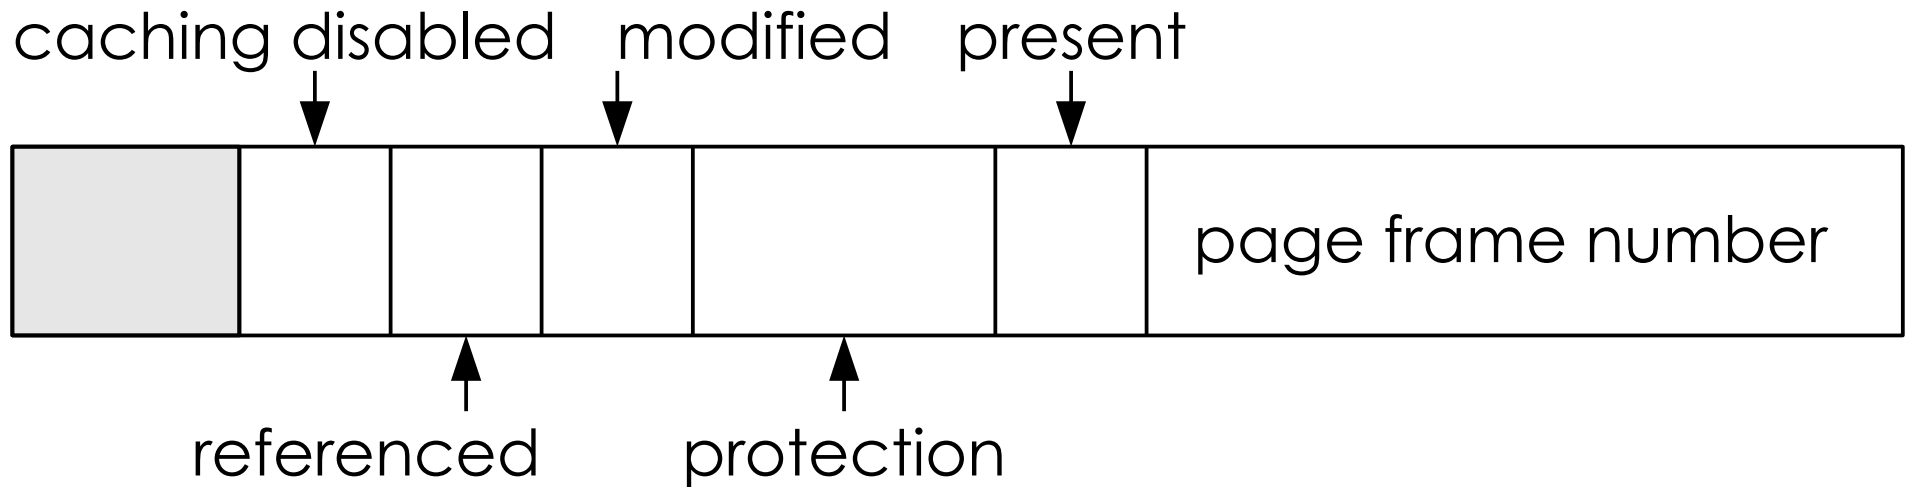 caching disabled modified present
page frame number
referenced protection